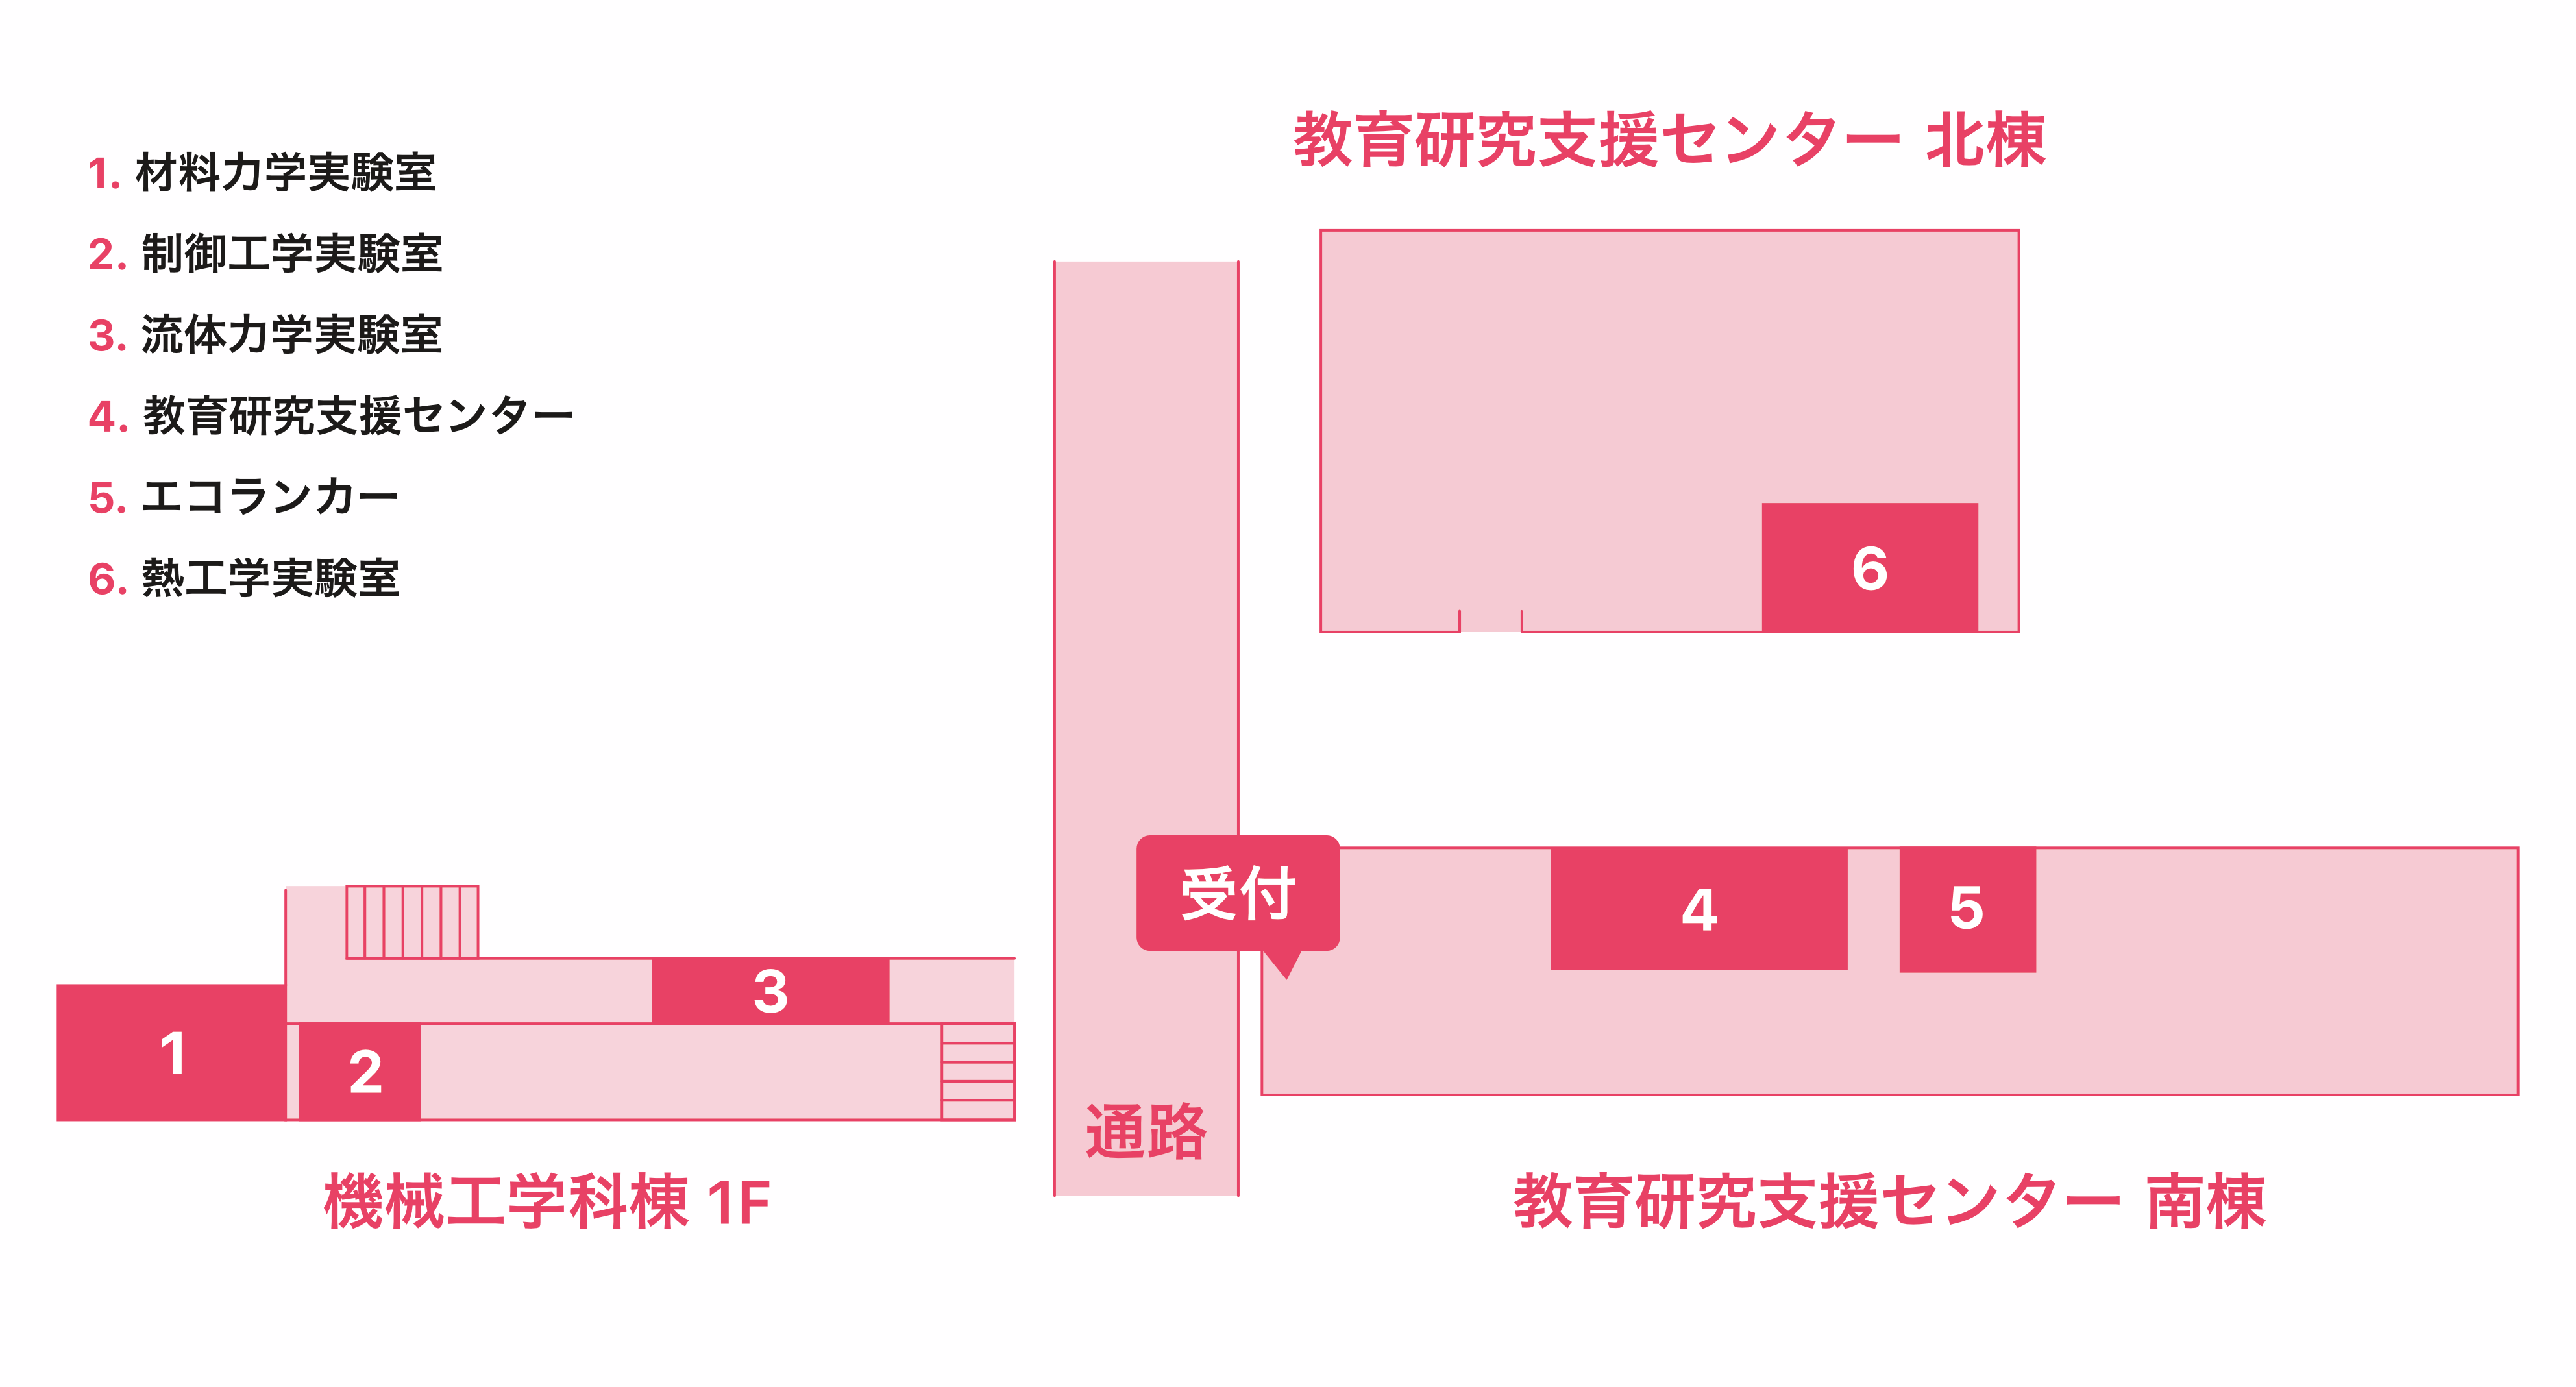 1. 材料力学実験室
2. 制御工学実験室
3. 流体力学実験室
4. 教育研究支援センター
5. エコランカー
6. 熱工学実験室
教育研究支援センター 北棟
6
受付
4
5
3
1
2
通路
機械工学科棟 1F
教育研究支援センター 南棟